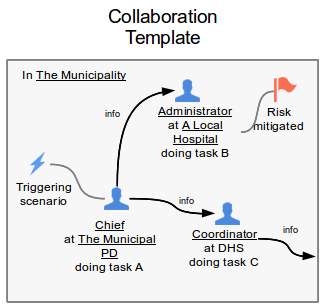 Collaboration
Template
In The Municipality
info
Administrator
at A Local
Hospital
doing task B
Risk
mitigated
Triggering
scenario
Chief
at The Municipal
PD
doing task A
info
Coordinator
at DHS
doing task C
info